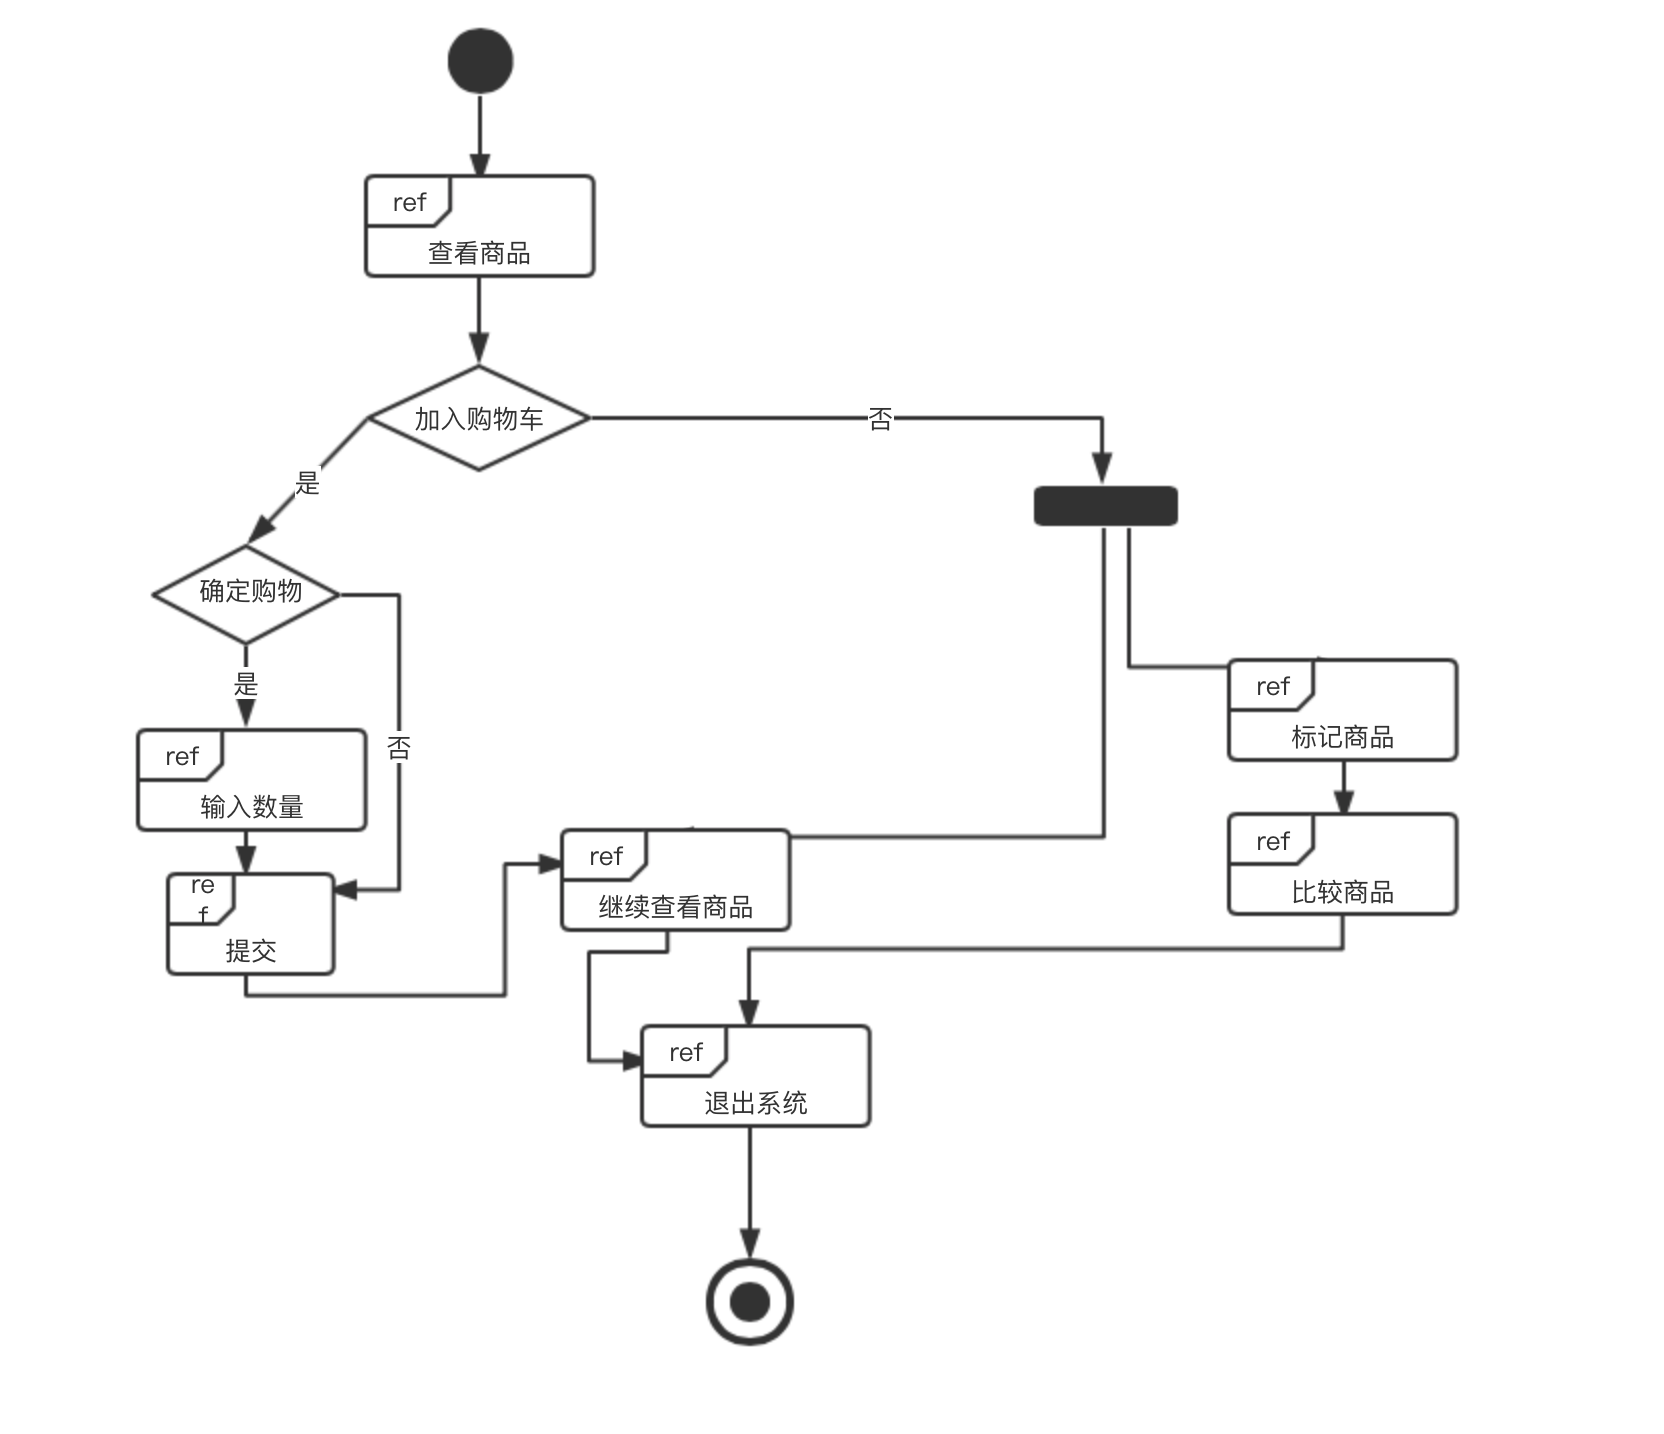 ref
查看商品
加入购物车
否
是
确定购物
是
否
ref
标记商品
ref
输入数量
ref
比较商品
ref
继续查看商品
re
f
提交
ref
退出系统